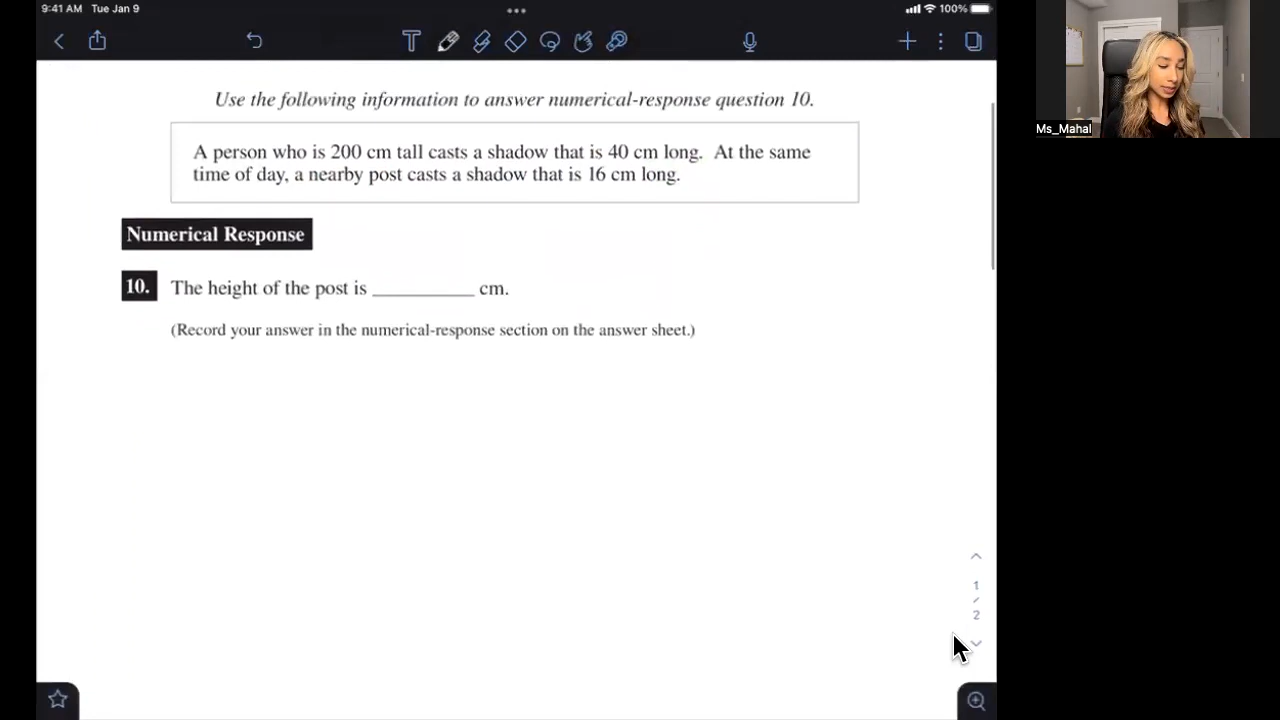 9:41 AM Tue Jan 9
100%
Use the following information to answer numerical-response question 10.
A person who is 200 cm tall casts a shadow that is 40 cm long. At the same
time of day, a nearby post casts a shadow that is 16 cm long.
Numerical Response
10. The height of the post is __________ cm.
(Record your answer in the numerical-response section on the answer sheet.)
1
/
2
Ms_Mahal